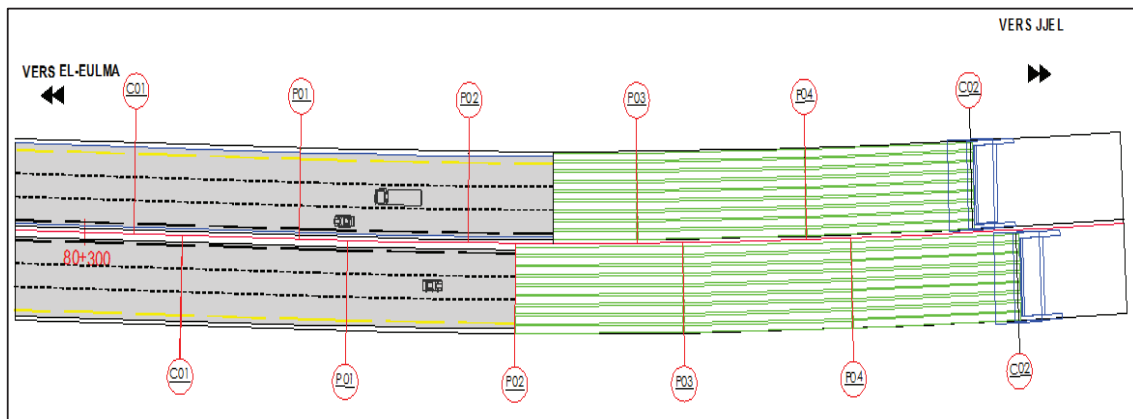 VERS JJEL
VERS EL-EULMA
C01
P01
P02
P03
P04
C02
80+300
C01
P01
P02
P03
P04
C02